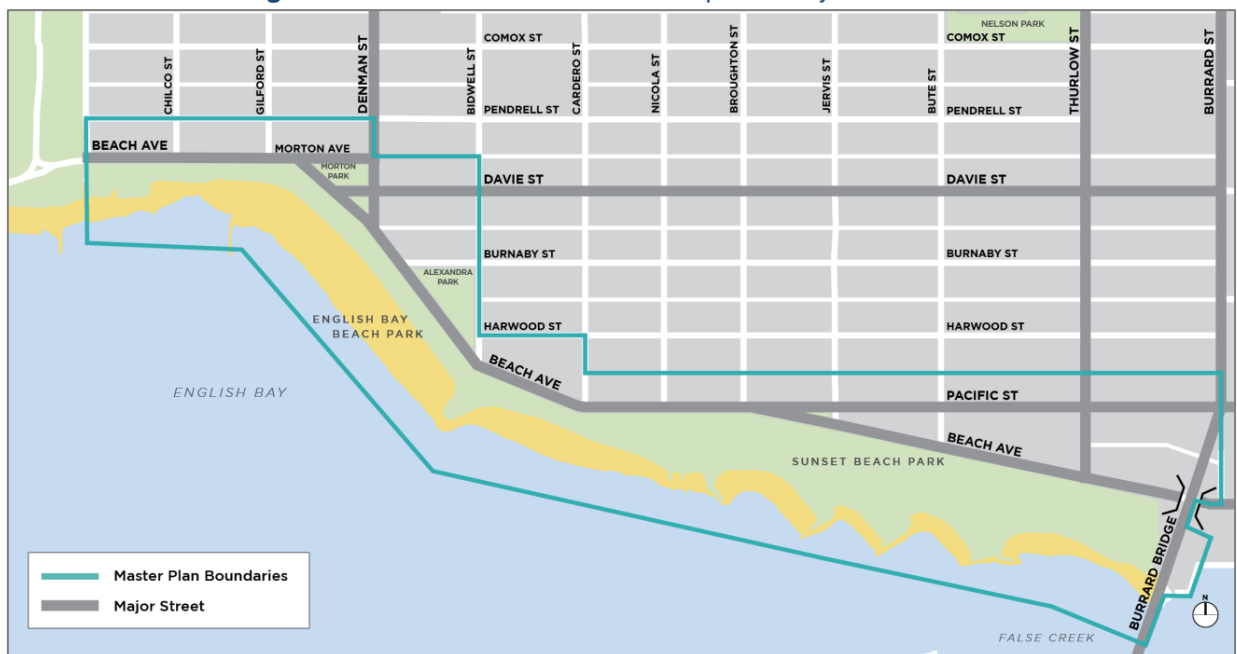 NELSON PARK
COMOX ST
COMOX ST
CHILCO ST
GILFORD ST
DENMAN ST
BIDWELL ST
CARDERO ST
NICOLA ST
BROUGHTON ST
JERVIS ST
BUTE ST
THURLOW ST
BURRARD ST
PENDRELL ST
PENDRELL ST
BEACH AVE
MORTON AVE
MORTON
PARK
DAVIE ST
DAVIE ST
BURNABY ST
BURNABY ST
ALEXANDRA
PARK
ENGLISH BAY
BEACH PARK
HARWOOD ST
HARWOOD ST
BEACH AVE
ENGLISH BAY
PACIFIC ST
BEACH AVE
SUNSET BEACH PARK
BURRARD BRIDGE
Master Plan Boundaries
Major Street
N
FALSE CREEK